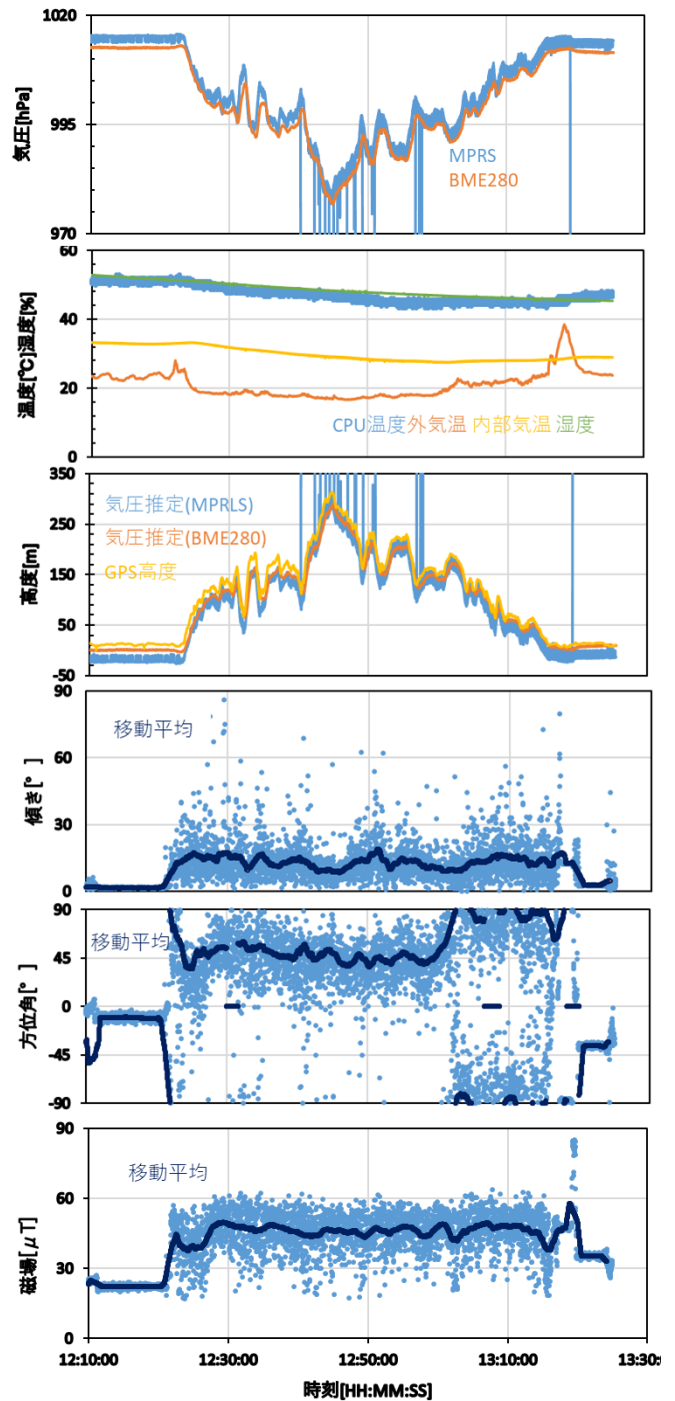 1020
995
970
気圧[hPa]
MPRS
BME280
60
40
20
0
温度[℃]湿度[%]
CPU温度外気温 内部気温 湿度
350
250
150
50
-50
高度[m]
気圧推定(MPRLS)
気圧推定(BME280)
GPS高度
90
60
30
0
傾き[° ]
移動平均
90
45
0
-45
-90
方位角[° ]
移動平均
90
60
30
0
磁場[μT]
移動平均
12:10:00 12:30:00 12:50:00 13:10:00 13:30:
時刻[HH:MM:SS]